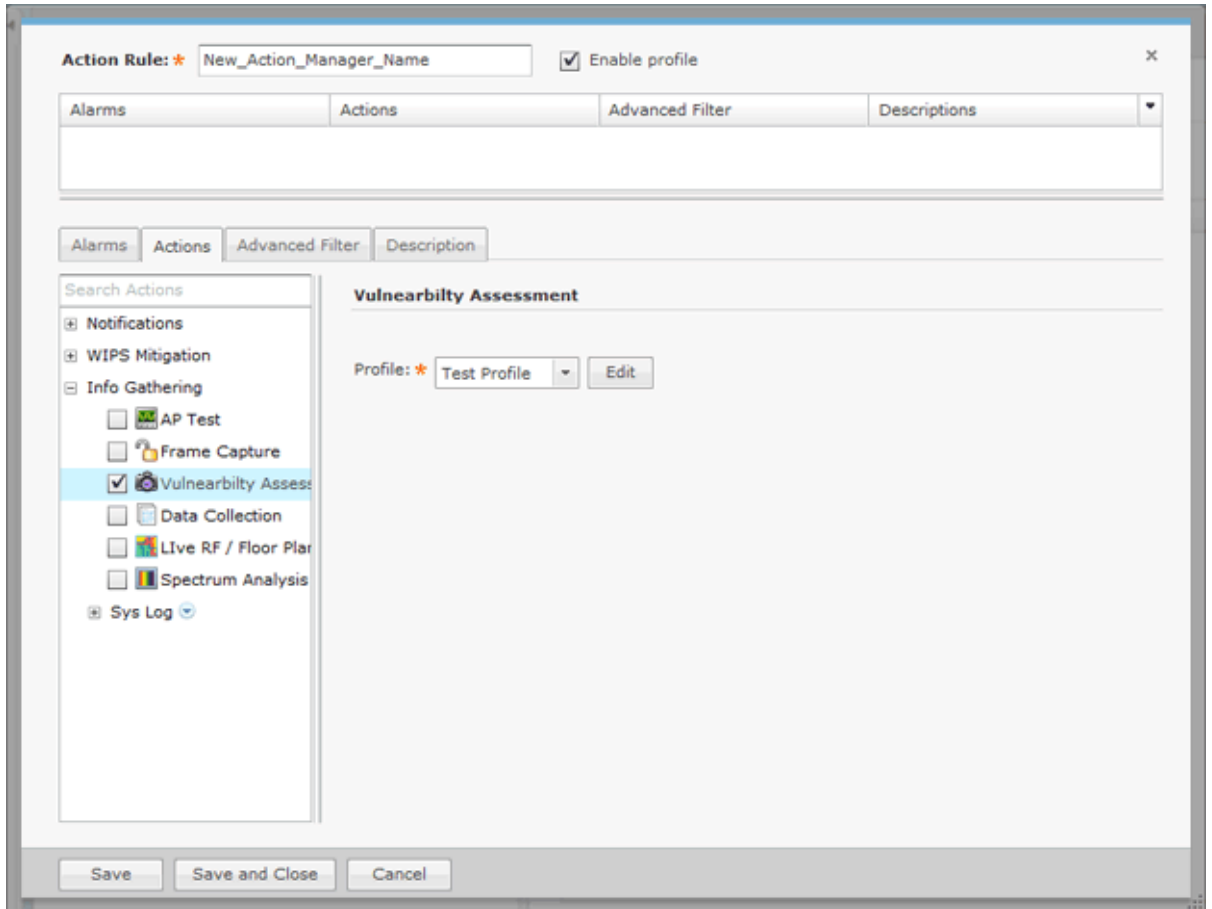 Action Rule: * New_Action_Manager_Name Enable profile
Alarms Actions Advanced Filter Descriptions
Alarms Actions Advanced Filter Description
Search Actions
Vulnearbilty Assessment
Notifications
WIPS Mitigation
Profile: * Test Profile Edit
Info Gathering
AP Test
Frame Capture
Vulnearbilty Assess
Data Collection
LIve RF / Floor Plan
Spectrum Analysis
Sys Log
Save Save and Close Cancel